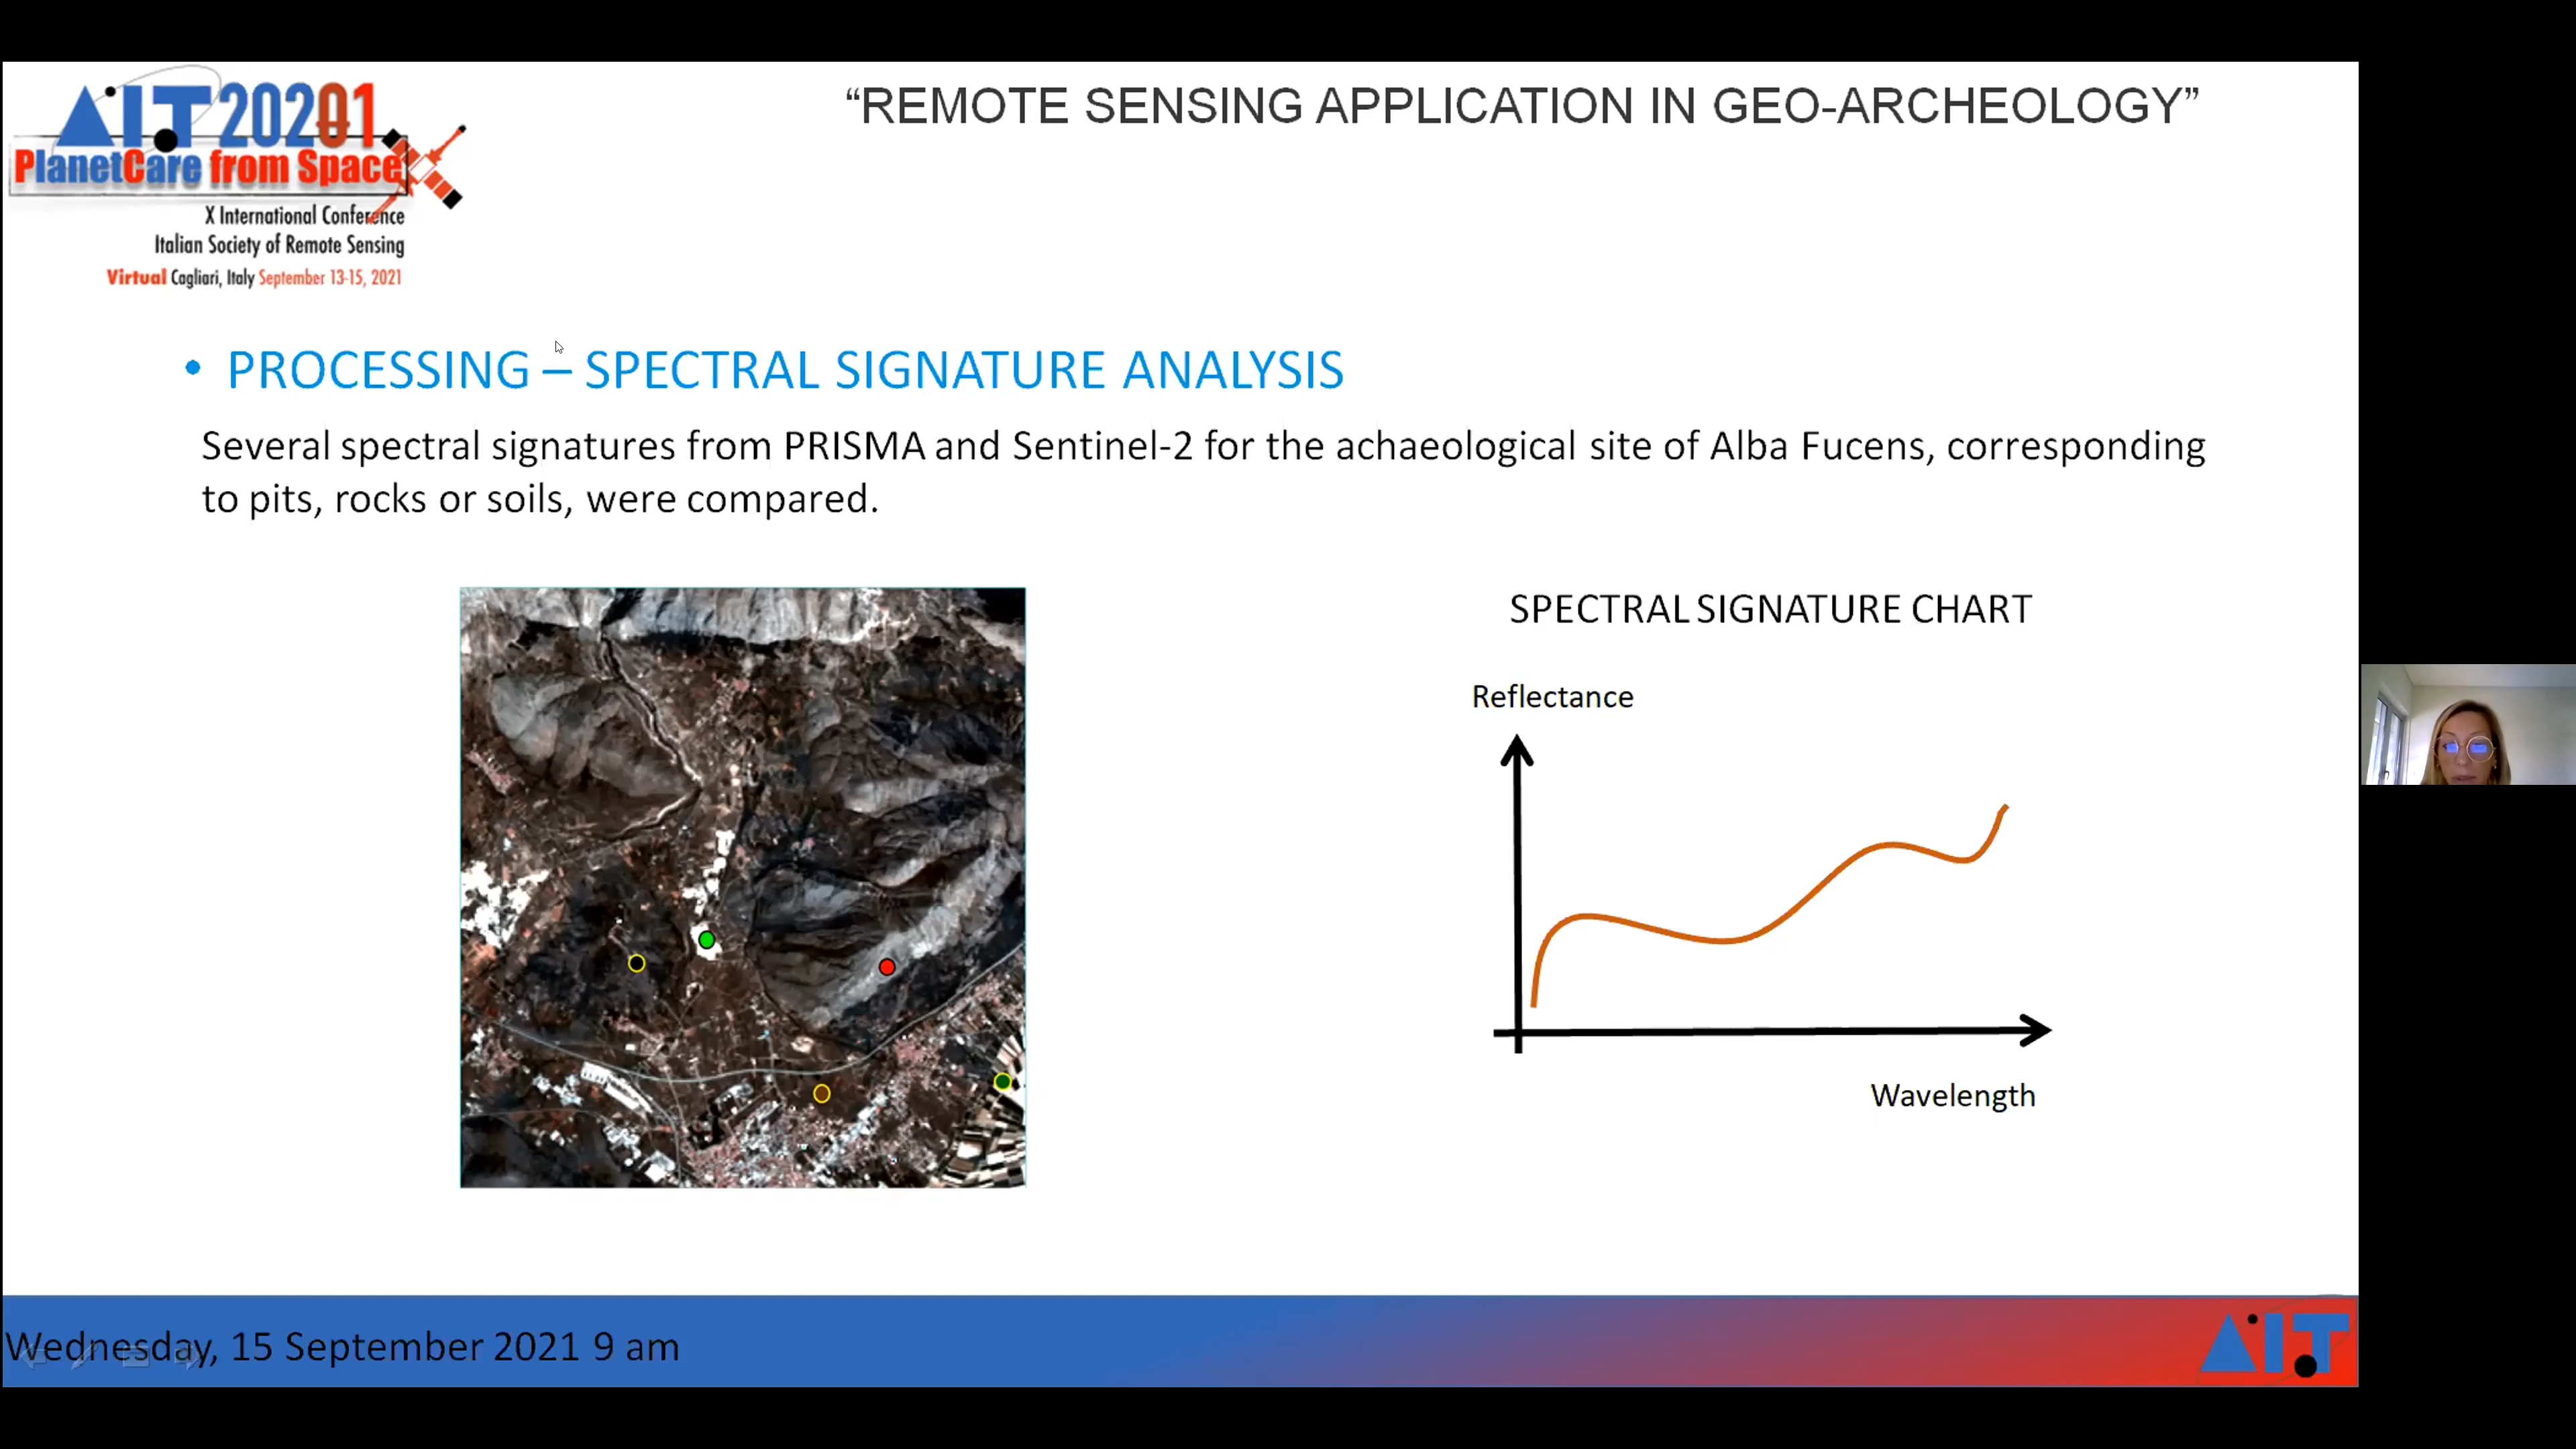 AIT 20201
PlanetCare from Space
X International Conference
Italian Society of Remote Sensing
Virtual Cagliari, Italy September 13-15, 2021
“REMOTE SENSING APPLICATION IN GEO-ARCHEOLOGY”
• PROCESSING – SPECTRAL SIGNATURE ANALYSIS
Several spectral signatures from PRISMA and Sentinel-2 for the achaeological site of Alba Fucens, corresponding
to pits, rocks or soils, were compared.
SPECTRAL SIGNATURE CHART
Reflectance
Wavelength
Wednesday, 15 September 2021 9 am
AIT